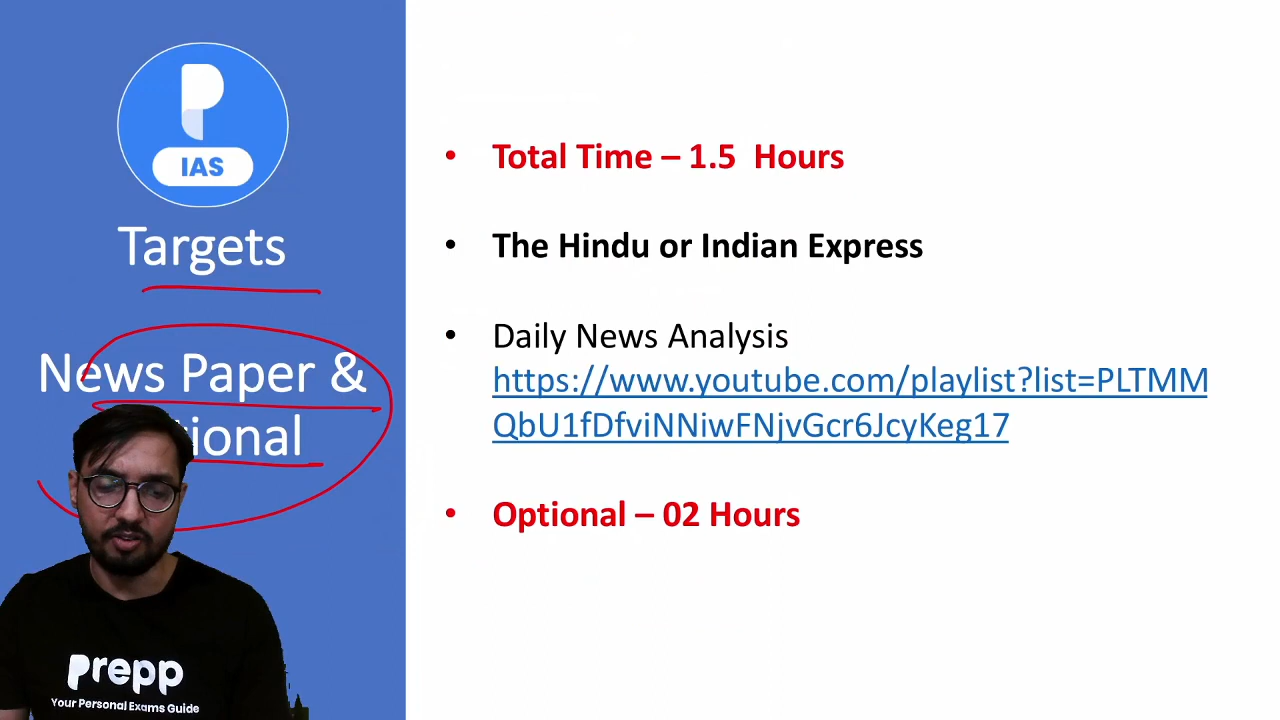 P
IAS
Targets
News Paper &
• Total Time – 1.5 Hours
• The Hindu or Indian Express
• Daily News Analysis
https://www.youtube.com/playlist?list=PLTMM
QbU1fDfviNNiwFNjvGcr6JcyKeg17
• Optional – 02 Hours
prepp
Your Personal Exams Guide